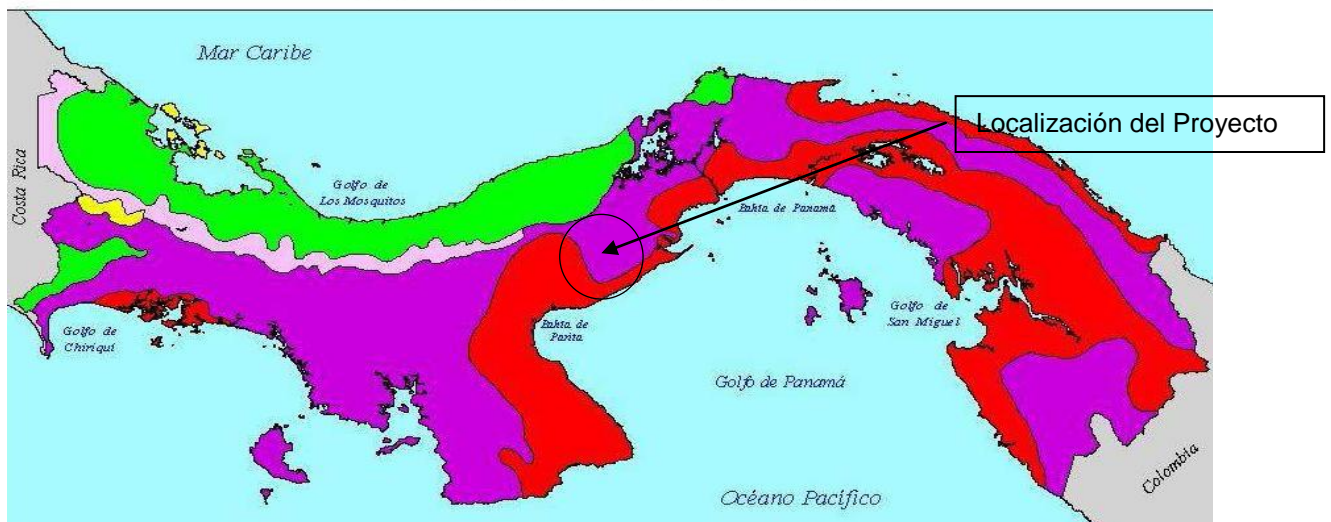 Mar Caribe
Localización del Proyecto
Costa Rica
Golfo de
Los Mosquitos
Bahía de Panamá
Golfo de
Chiriquí
Bahía de
Parita
Golfo de
San Miguel
Golfo de Panamá
Colombia
Océano Pacífico